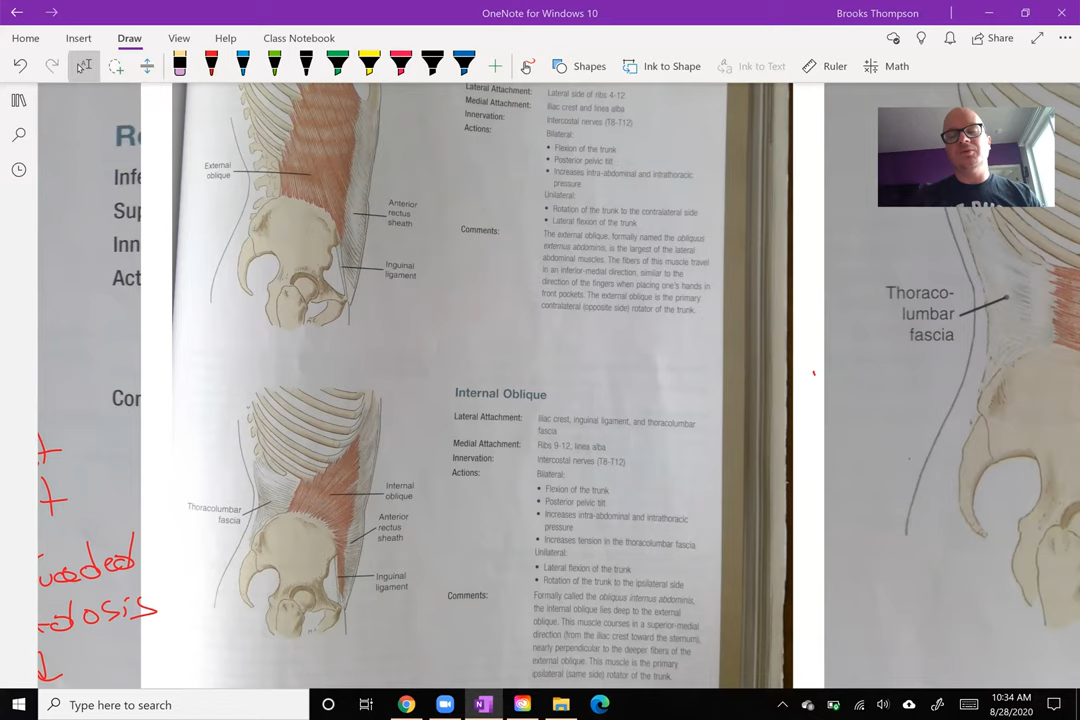 OneNote for Windows 10
Brooks Thompson
Home
Insert
Draw
View
Help
Class Notebook
Share
Shapes
Ink to Shape
Ink to Text
Ruler
Math
Re
Infe
Sup
Inn
Act
Con
External
oblique
Anterior
rectus
sheath
Inguinal
ligament
Lateral Attachment: Lateral side of ribs 4-12
Medial Attachment: Iliac crest and linea alba
Innervation: Intercostal nerves (T8-T12)
Actions: Bilateral:
• Flexion of the trunk
• Posterior pelvic tilt
• Increases intra-abdominal and intrathoracic
pressure
Unilateral:
• Rotation of the trunk to the contralateral side
• Lateral flexion of the trunk
Comments: The external oblique, formally named the obliquus
externus abdominis, is the largest of the lateral
abdominal muscles. The fibers of this muscle travel
in an inferior-medial direction, similar to the
direction of the fingers when placing one's hands in
front pockets. The external oblique is the primary
contralateral (opposite side) rotator of the trunk.
Thoraco-
lumbar
fascia
Internal Oblique
Lateral Attachment: Iliac crest, inguinal ligament, and thoracolumbar
fascia
Medial Attachment: Ribs 9-12, linea alba
Innervation: Intercostal nerves (T8-T12)
Actions: Bilateral:
• Flexion of the trunk
• Posterior pelvic tilt
• Increases intra-abdominal and intrathoracic
pressure
• Increases tension in the thoracolumbar fascia
Unilateral:
• Lateral flexion of the trunk
• Rotation of the trunk to the ipsilateral side
Comments: Formally called the obliquus internus abdominis,
the internal oblique lies deep to the external
oblique. This muscle courses in a superior-medial
direction (from the iliac crest toward the sternum),
nearly perpendicular to the deeper fibers of the
external oblique. This muscle is the primary
ipsilateral (same side) rotator of the trunk.
Thoracolumbar
fascia
Internal
oblique
Anterior
rectus
sheath
Inguinal
ligament
dosis
Type here to search
10:34 AM
8/28/2020